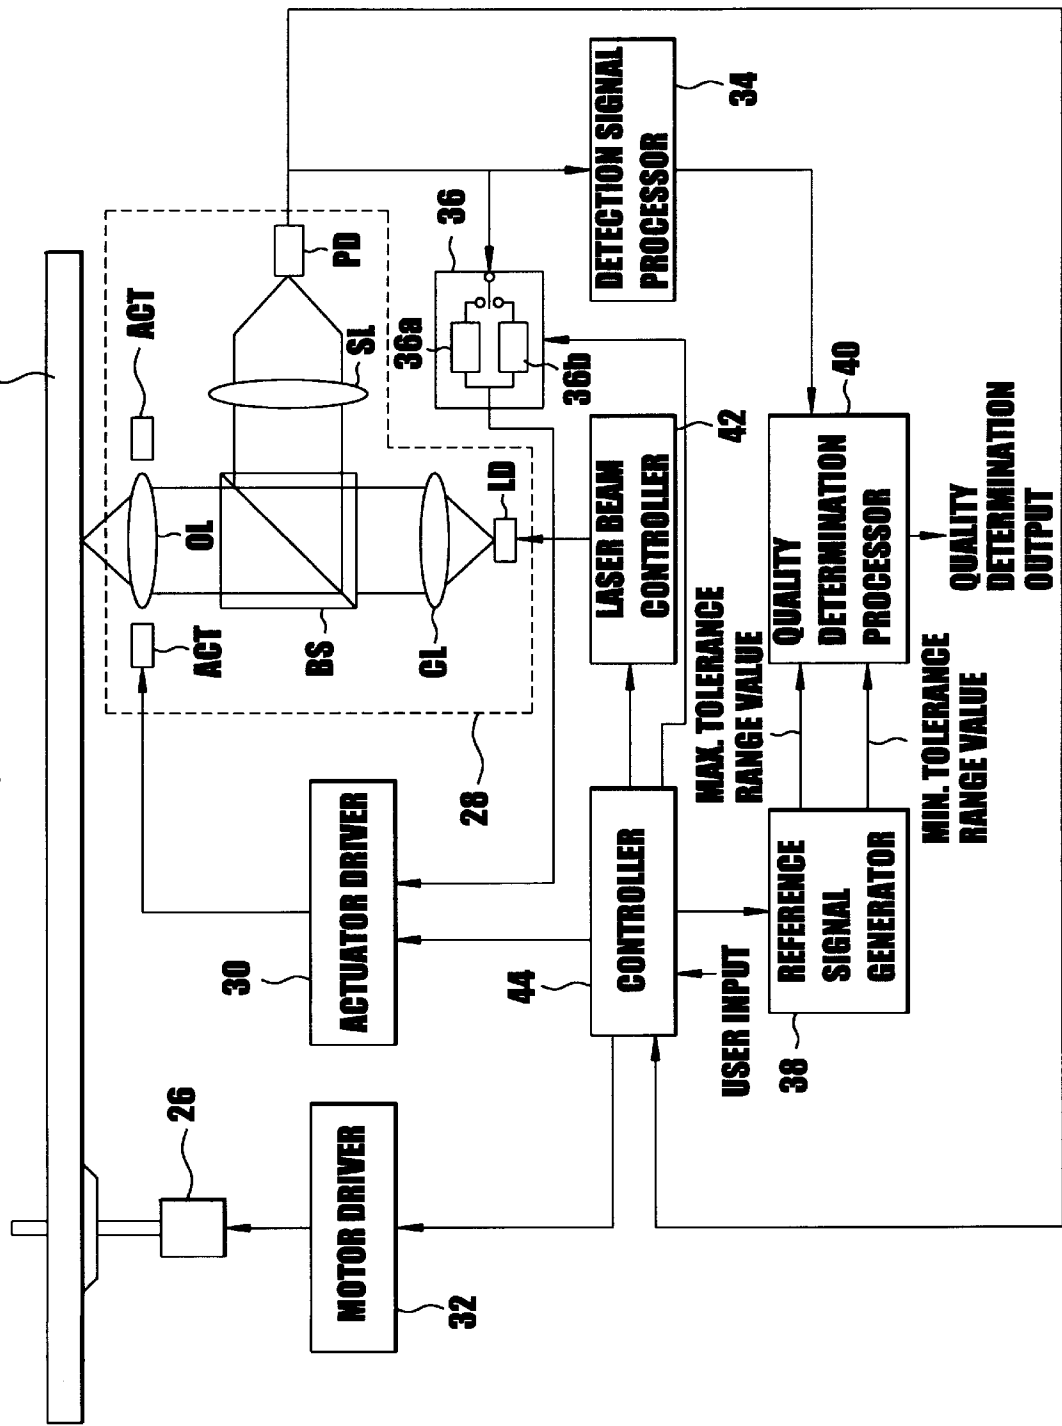 26
MOTOR DRIVER
32
30
ACTUATOR DRIVER
28
ACT
ACT
OL
BS
CL
LD
SL
PD
36
36a
36b
DETECTION SIGNAL
PROCESSOR
34
44
CONTROLLER
USER INPUT
LASER BEAM
CONTROLLER
42
38
REFERENCE
SIGNAL
GENERATOR
MAX. TOLERANCE
RANGE VALUE
MIN. TOLERANCE
RANGE VALUE
QUALITY
DETERMINATION
PROCESSOR
40
QUALITY
DETERMINATION
OUTPUT